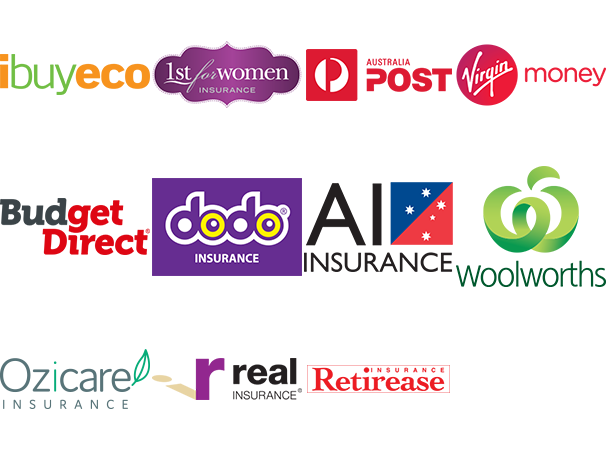 ibuyeco
1st for women
INSURANCE
AUSTRALIA
POST
Virgin money
Budget
Direct®
dodo®
INSURANCE
AI
INSURANCE
Woolworths
Ozicare
INSURANCE
r real
INSURANCE®
INSURANCE
Retirease